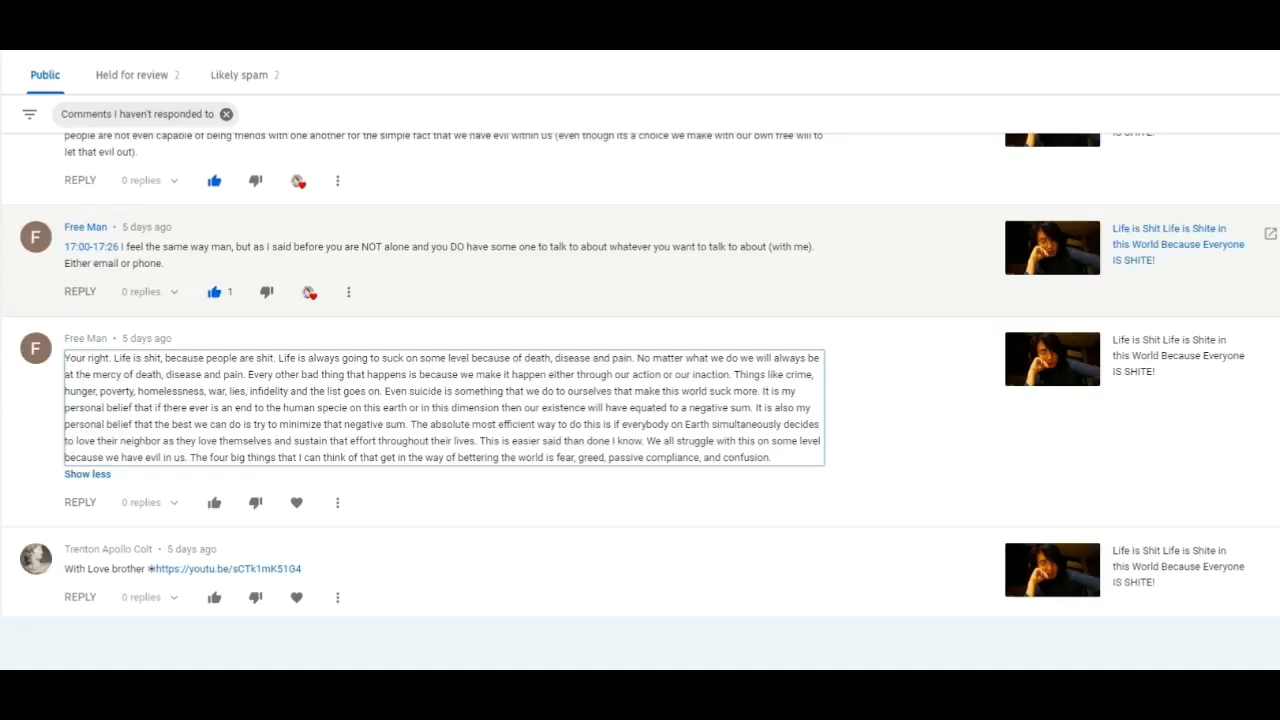 Public Held for review 2 Likely spam 2
Comments I haven't responded to
people are not even capable of being friends with one another for the simple fact that we have evil within us (even though its a choice we make with our own free will to
let that evil out).
IS SHITE!
REPLY 0 replies
F
Free Man • 5 days ago
17:00-17:26 I feel the same way man, but as I said before you are NOT alone and you DO have some one to talk to about whatever you want to talk to about (with me).
Either email or phone.
REPLY 0 replies 1
Life is Shit Life is Shite in
this World Because Everyone
IS SHITE!
F
Free Man • 5 days ago
Your right. Life is shit, because people are shit. Life is always going to suck on some level because of death, disease and pain. No matter what we do we will always be
at the mercy of death, disease and pain. Every other bad thing that happens is because we make it happen either through our action or our inaction. Things like crime,
hunger, poverty, homelessness, war, lies, infidelity and the list goes on. Even suicide is something that we do to ourselves that make this world suck more. It is my
personal belief that if there ever is an end to the human specie on this earth or in this dimension then our existence will have equated to a negative sum. It is also my
personal belief that the best we can do is try to minimize that negative sum. The absolute most efficient way to do this is if everybody on Earth simultaneously decides
to love their neighbor as they love themselves and sustain that effort throughout their lives. This is easier said than done I know. We all struggle with this on some level
because we have evil in us. The four big things that I can think of that get in the way of bettering the world is fear, greed, passive compliance, and confusion.
Show less
REPLY 0 replies
Life is Shit Life is Shite in
this World Because Everyone
IS SHITE!
Trenton Apollo Colt • 5 days ago
With Love brother ✱https://youtu.be/sCTk1mK51G4
REPLY 0 replies
Life is Shit Life is Shite in
this World Because Everyone
IS SHITE!